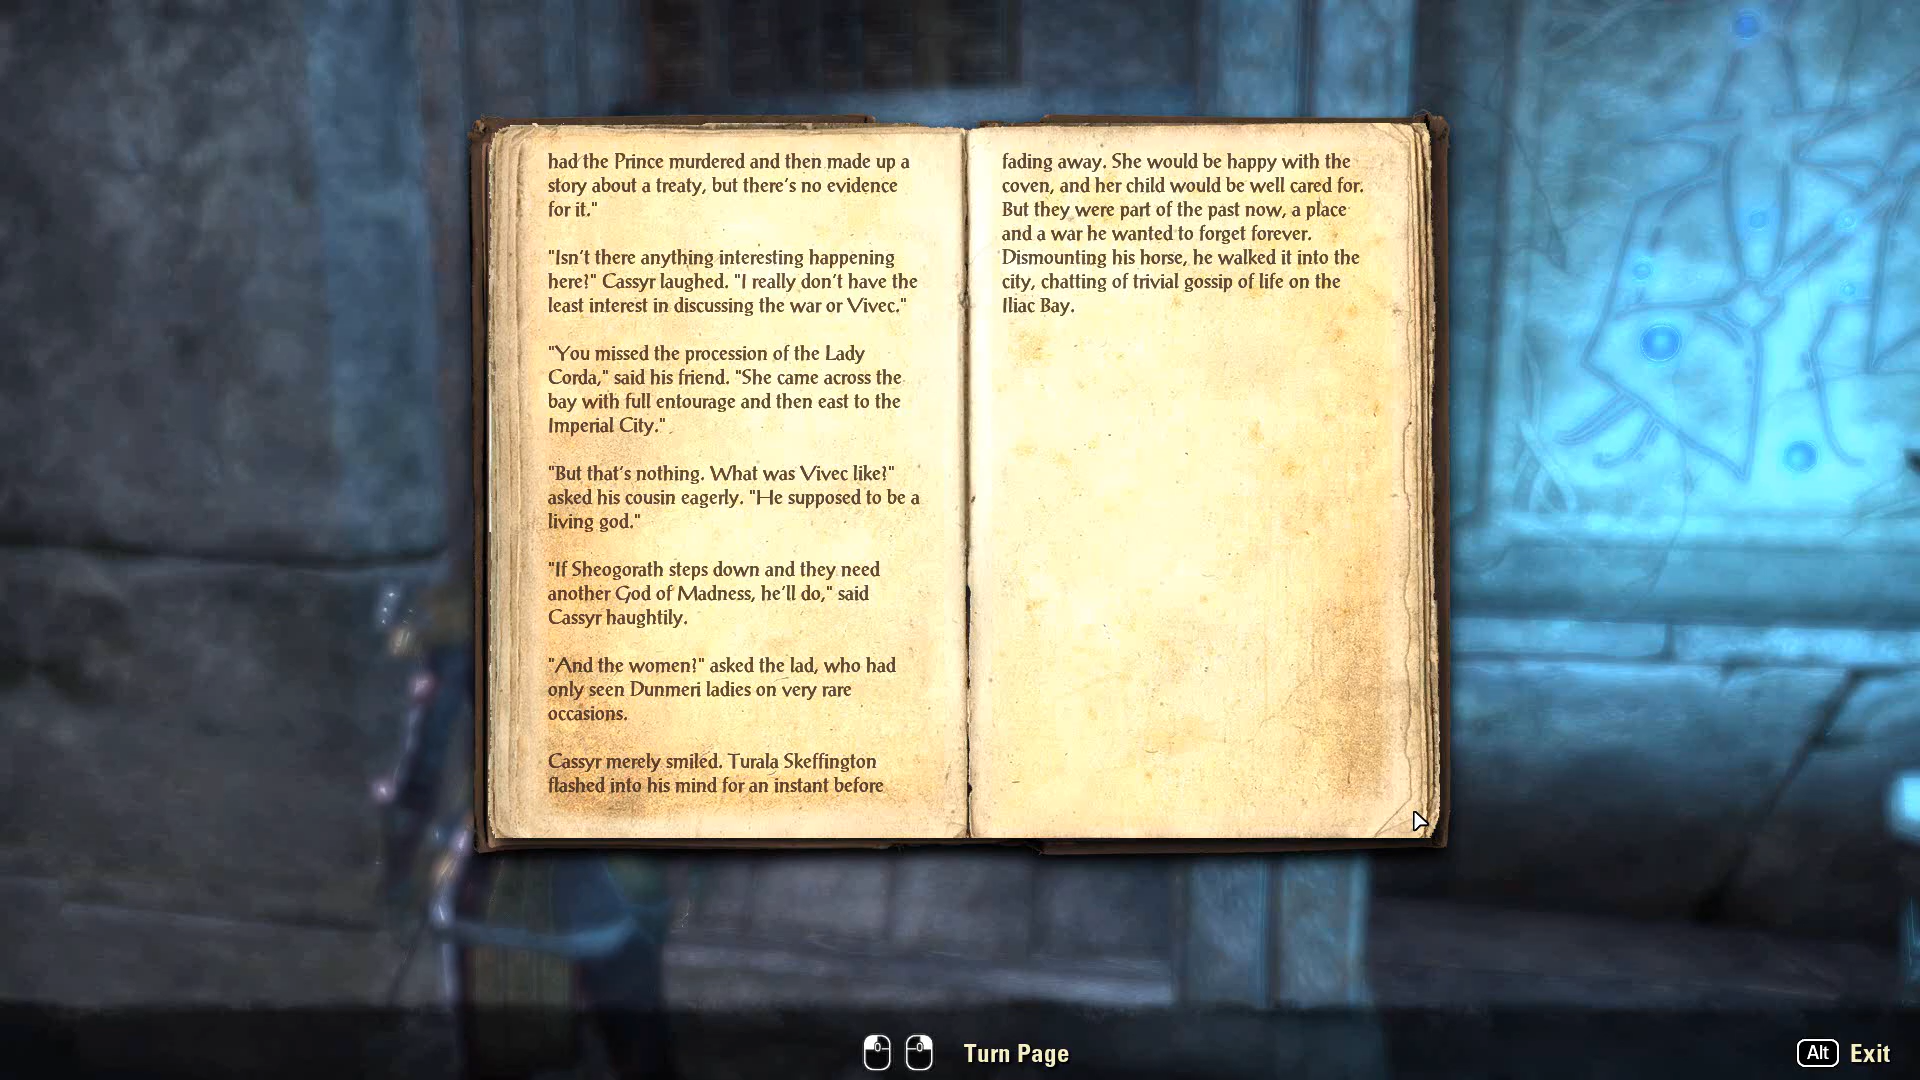 had the Prince murdered and then made up a
story about a treaty, but there's no evidence
for it."
"Isn't there anything interesting happening
here?" Cassyr laughed. "I really don't have the
least interest in discussing the war or Vivec."
"You missed the procession of the Lady
Corda," said his friend. "She came across the
bay with full entourage and then east to the
Imperial City."
"But that's nothing. What was Vivec like?"
asked his cousin eagerly. "He supposed to be a
living god."
"If Sheogorath steps down and they need
another God of Madness, he'll do," said
Cassyr haughtily.
"And the women?" asked the lad, who had
only seen Dunmeri ladies on very rare
occasions.
Cassyr merely smiled. Turala Skeffington
flashed into his mind for an instant before
fading away. She would be happy with the
coven, and her child would be well cared for.
But they were part of the past now, a place
and a war he wanted to forget forever.
Dismounting his horse, he walked it into the
city, chatting of trivial gossip of life on the
Iliac Bay.
Turn Page
Alt Exit